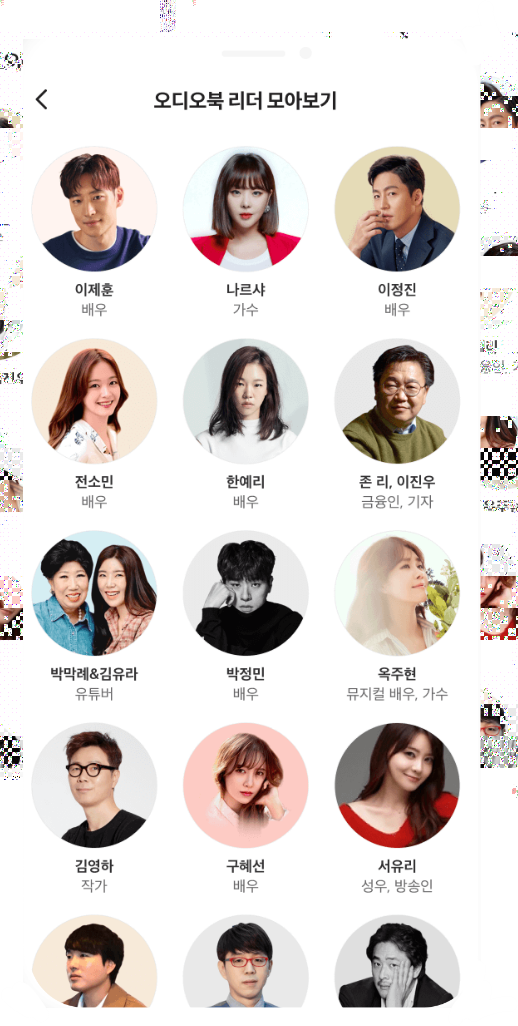 오디오북 리더 모아보기
이제훈
배우
나르샤
가수
이정진
배우
전소민
배우
한예리
배우
존 리, 이진우
금융인, 기자
박막례&김유라
유튜버
박정민
배우
옥주현
뮤지컬 배우, 가수
김영하
작가
구혜선
배우
서유리
성우, 방송인